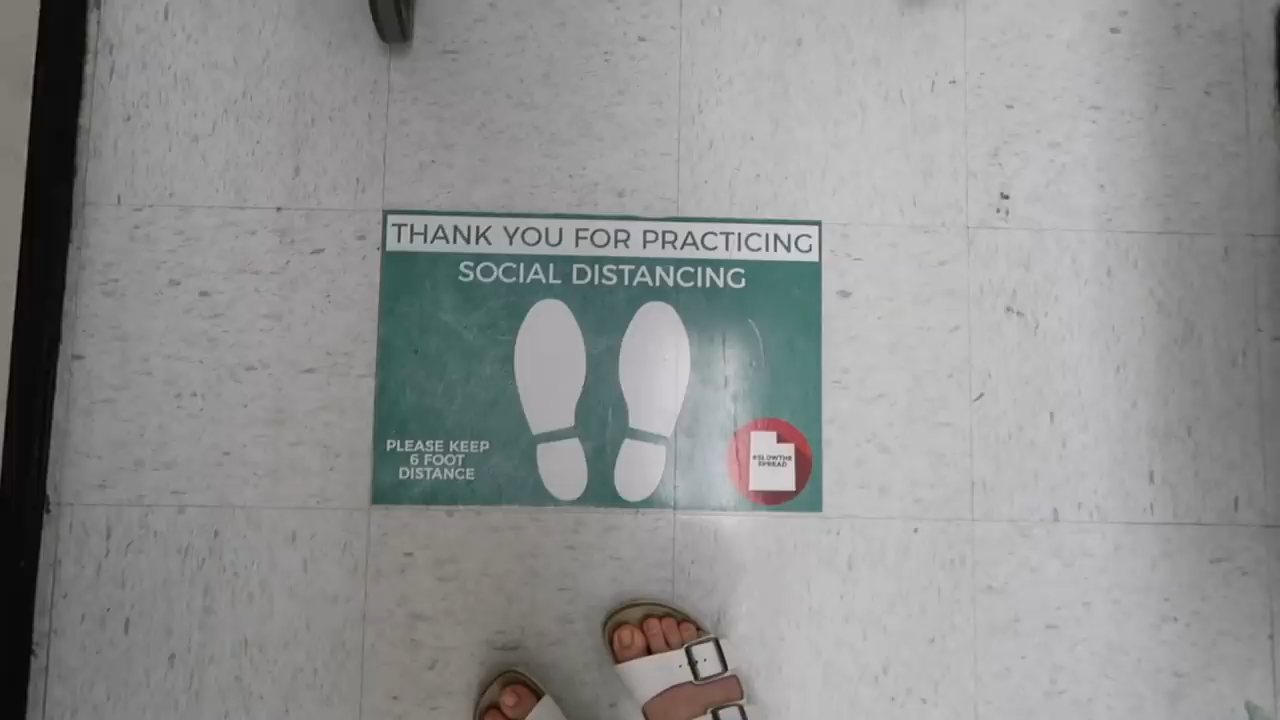 THANK YOU FOR PRACTICING
SOCIAL DISTANCING
PLEASE KEEP
6 FOOT
DISTANCE
#SLOWTHE
SPREAD